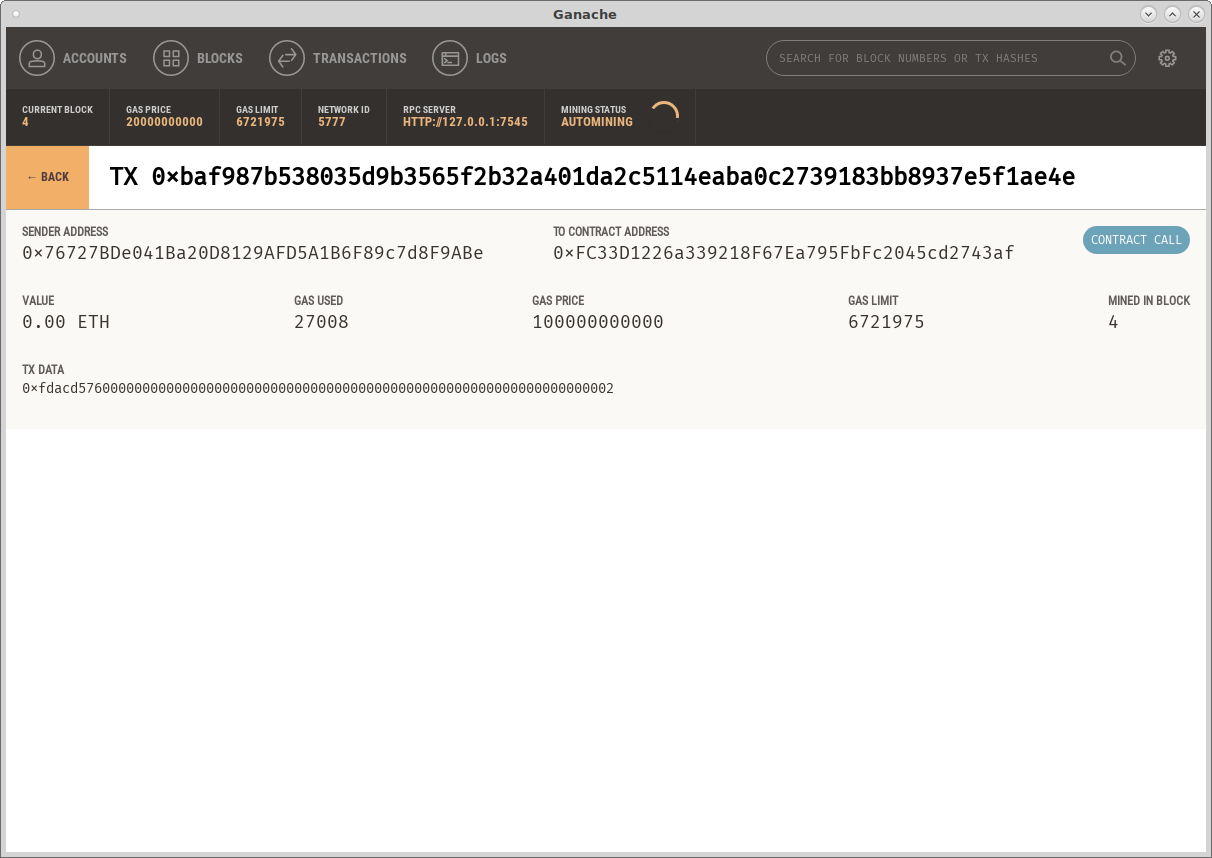 Ganache
ACCOUNTS
BLOCKS
TRANSACTIONS
LOGS
SEARCH FOR BLOCK NUMBERS OR TX HASHES
CURRENT BLOCK
4
GAS PRICE
20000000000
GAS LIMIT
6721975
NETWORK ID
5777
RPC SERVER
HTTP://127.0.0.1:7545
MINING STATUS
AUTOMINING
← BACK
TX 0×baf987b538035d9b3565f2b32a401da2c5114eaba0c2739183bb8937e5f1ae4e
SENDER ADDRESS
0×76727BDe041Ba20D8129AFD5A1B6F89c7d8F9ABe
TO CONTRACT ADDRESS
0×FC33D1226a339218F67Ea795FbFc2045cd2743af
CONTRACT CALL
VALUE
0.00 ETH
GAS USED
27008
GAS PRICE
100000000000
GAS LIMIT
6721975
MINED IN BLOCK
4
TX DATA
0×fdacd5760000000000000000000000000000000000000000000000000000000000000002